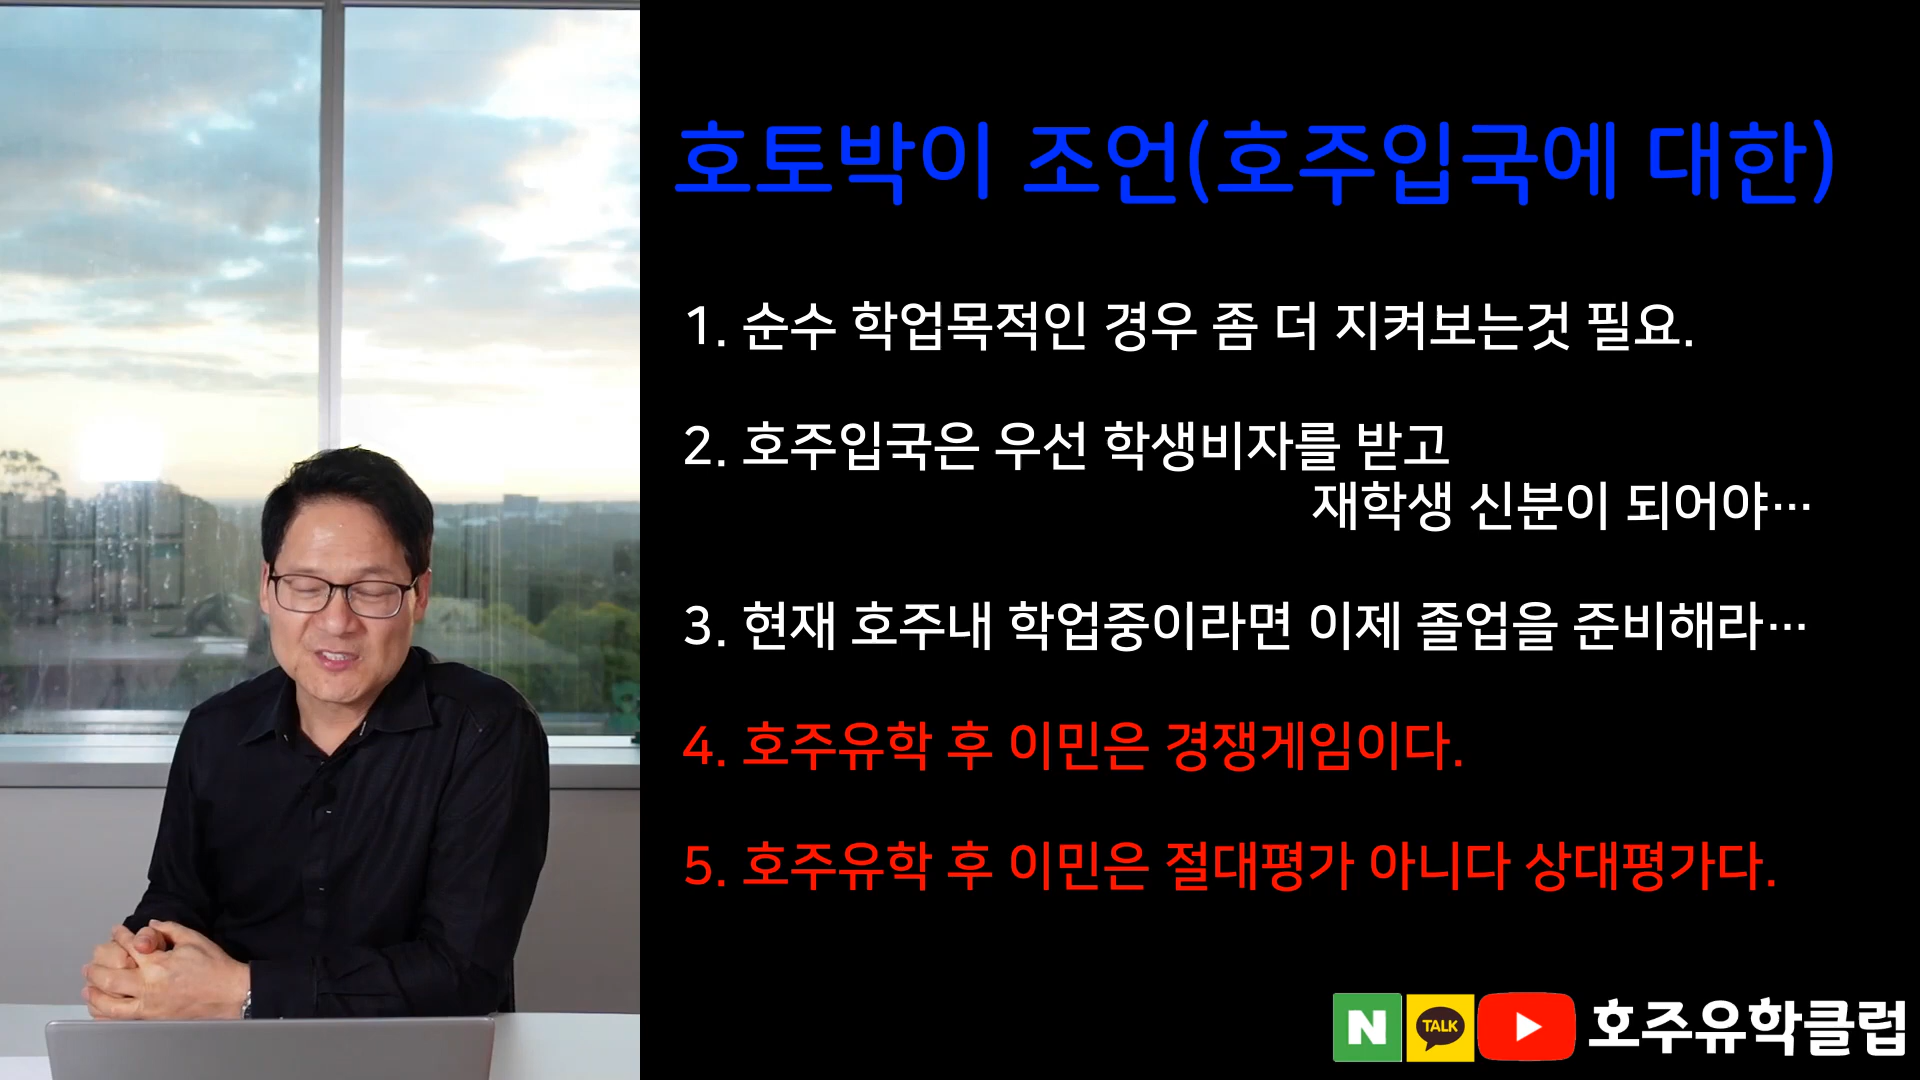 호토박이 조언(호주입국에 대한)
1. 순수 학업목적인 경우 좀 더 지켜보는것 필요.
2. 호주입국은 우선 학생비자를 받고
재학생 신분이 되어야…
3. 현재 호주내 학업중이라면 이제 졸업을 준비해라…
4. 호주유학 후 이민은 경쟁게임이다.
5. 호주유학 후 이민은 절대평가 아니다 상대평가다.
N TALK 호주유학클럽